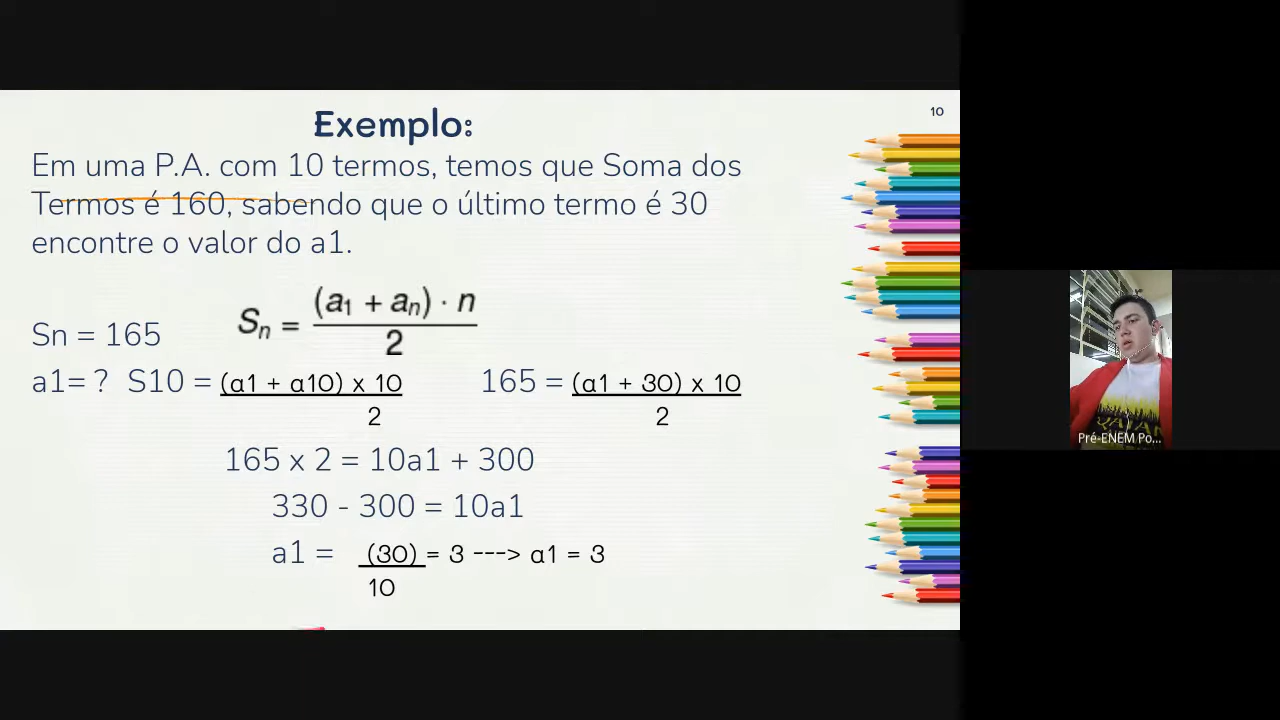 10
Exemplo:
Em uma P.A. com 10 termos, temos que Soma dos
Termos é 160, sabendo que o último termo é 30
encontre o valor do a1.
Sn = (a1 + an) · n
2
Sn = 165
a1= ? S10 = (a1 + a10) x 10 165 = (a1 + 30) x 10
2 2
165 x 2 = 10a1 + 300
330 - 300 = 10a1
a1 = (30) = 3 ---> a1 = 3
10
Pré-ENEM Po...